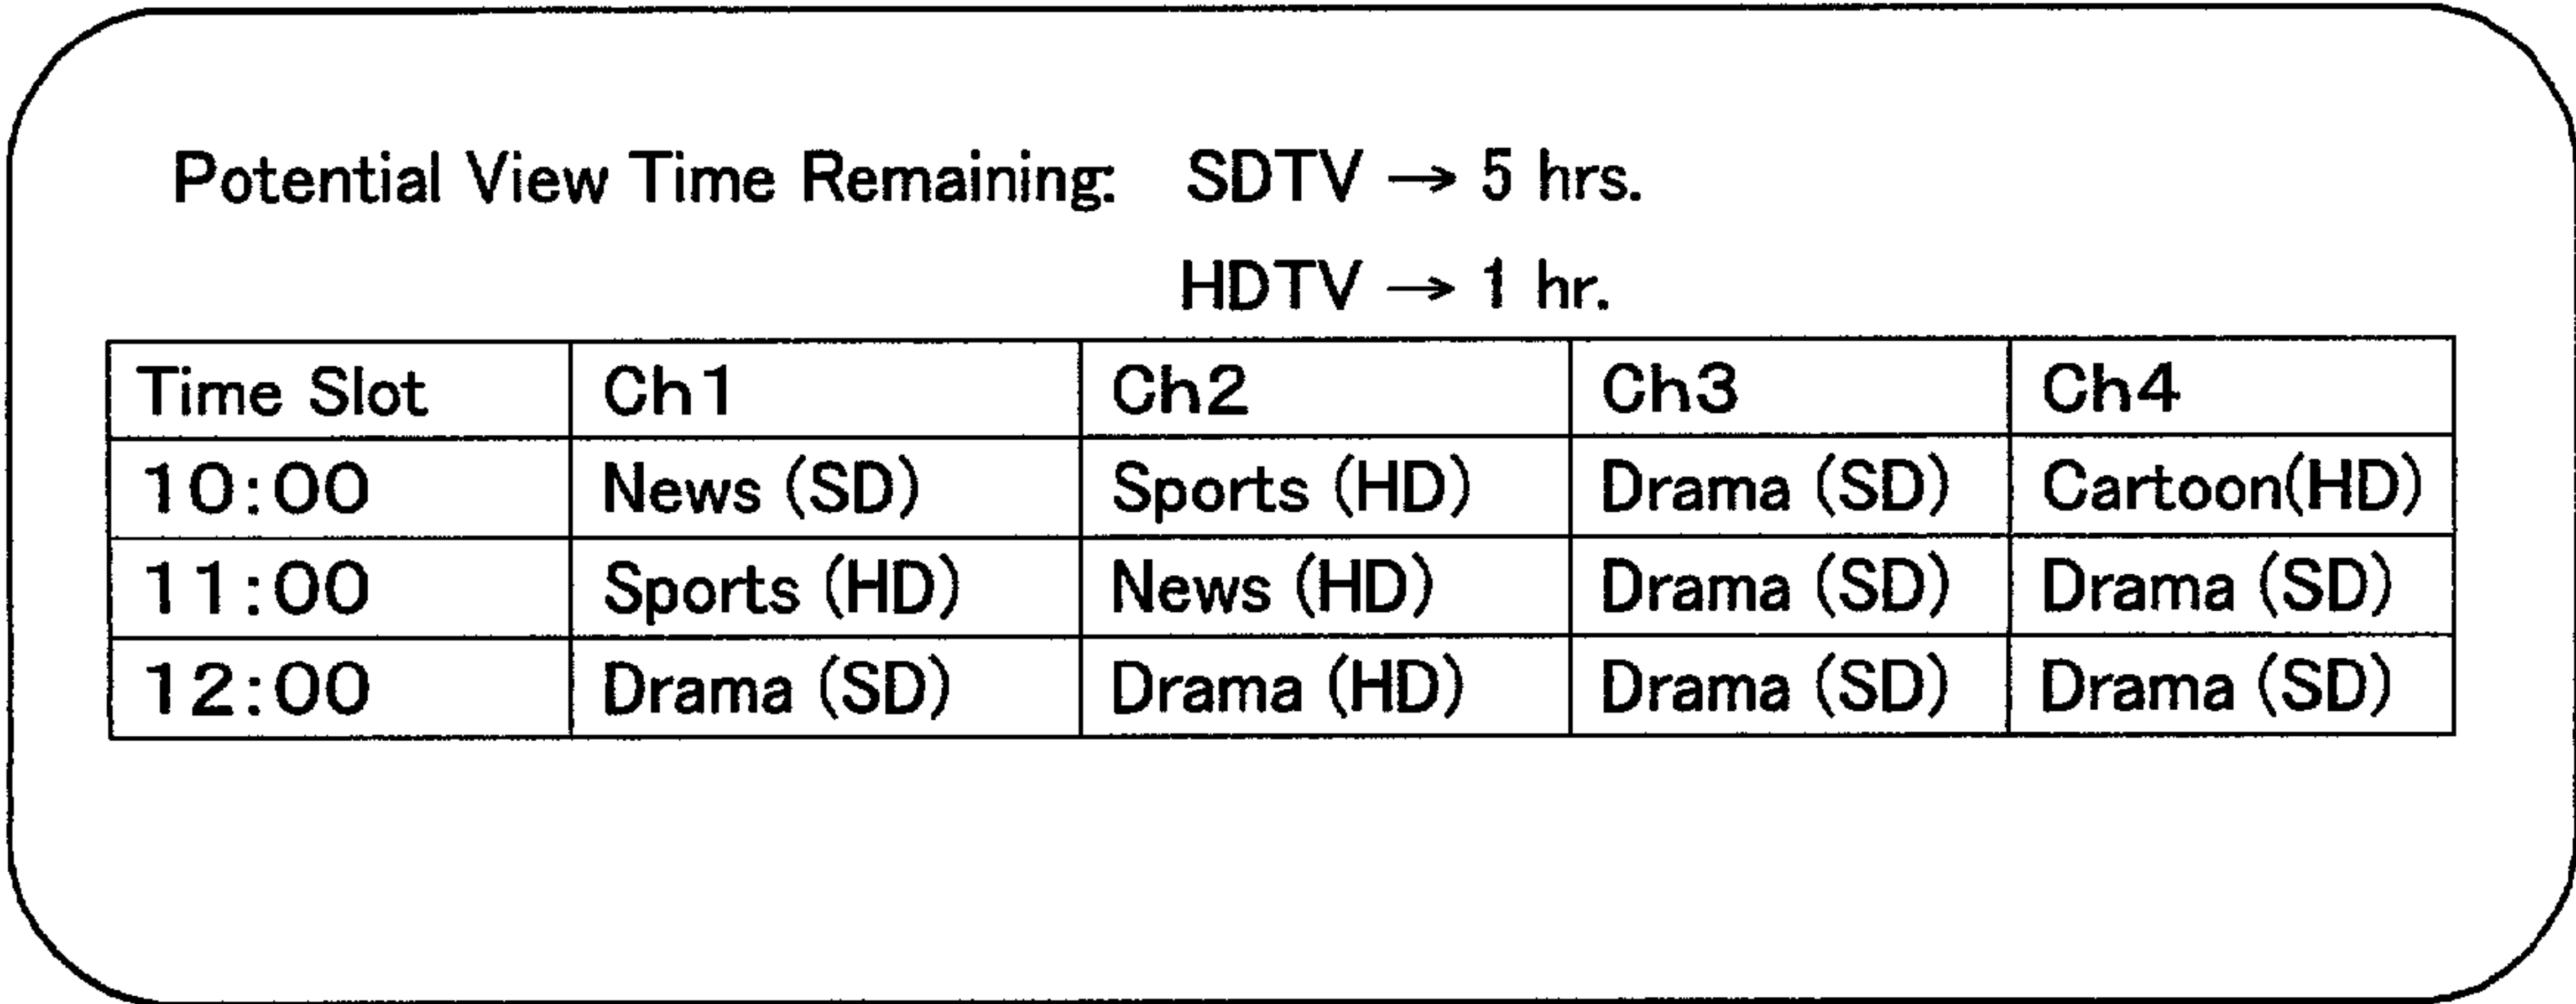 Potential View Time Remaining: SDTV → 5 hrs.
HDTV → 1 hr.
Time Slot Ch1 Ch2 Ch3 Ch4
10:00 News (SD) Sports (HD) Drama (SD) Cartoon(HD)
11:00 Sports (HD) News (HD) Drama (SD) Drama (SD)
12:00 Drama (SD) Drama (HD) Drama (SD) Drama (SD)